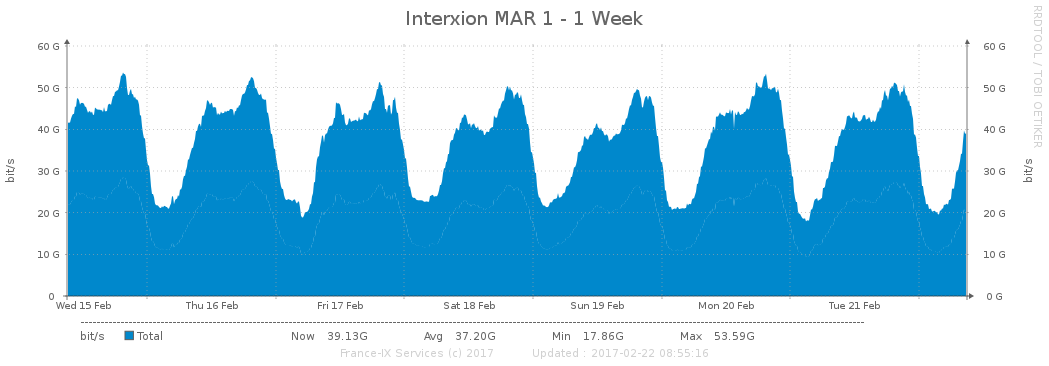 Interxion MAR 1 - 1 Week
RRDTOOL / TOBI OETIKER
60 G 60 G
50 G 50 G
40 G 40 G
30 G 30 G
20 G 20 G
10 G 10 G
0 0 G
bit/s
bit/s
Wed 15 Feb Thu 16 Feb Fri 17 Feb Sat 18 Feb Sun 19 Feb Mon 20 Feb Tue 21 Feb
bit/s Total Now 39.13G Avg 37.20G Min 17.86G Max 53.59G
France-IX Services (c) 2017 Updated : 2017-02-22 08:55:16